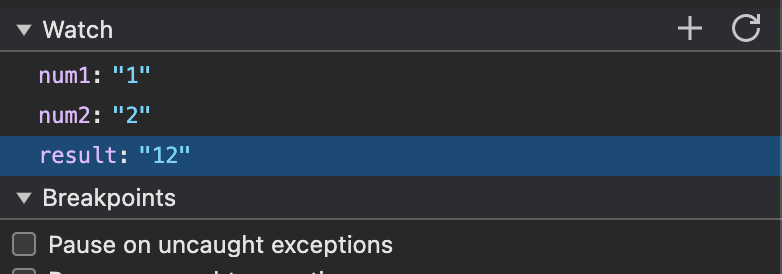 Watch
num1: "1"
num2: "2"
result: "12"
Breakpoints
Pause on uncaught exceptions